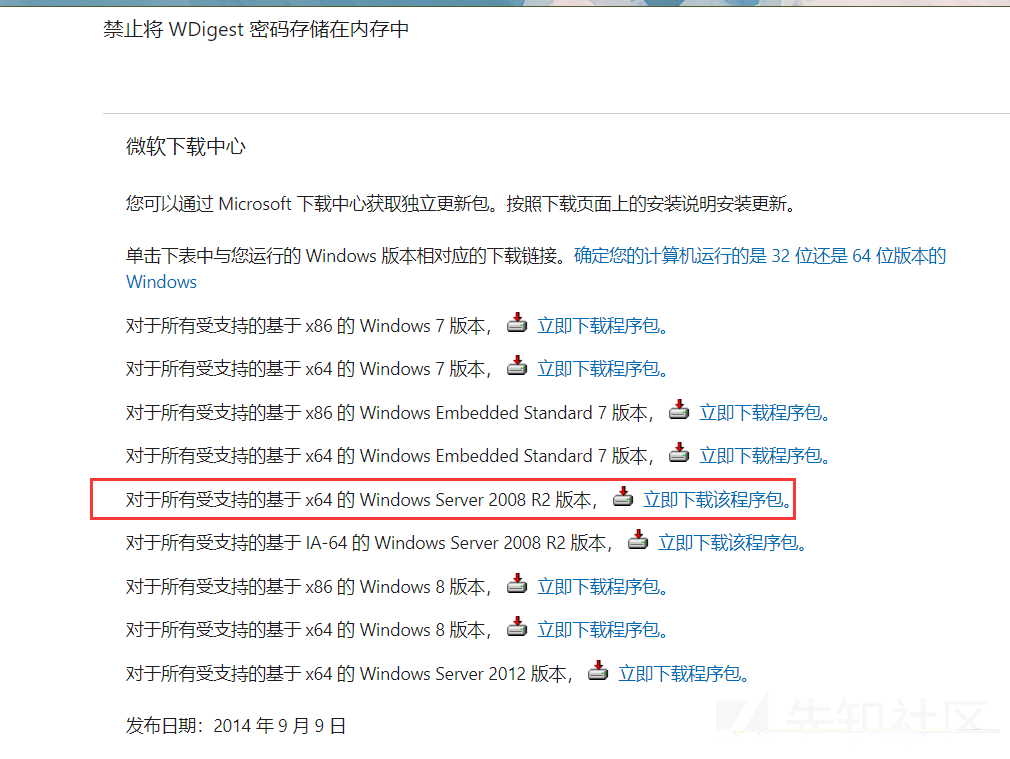 禁止将 WDigest 密码存储在内存中
微软下载中心
您可以通过 Microsoft 下载中心获取独立更新包。按照下载页面上的安装说明安装更新。
单击下表中与您运行的 Windows 版本相对应的下载链接。确定您的计算机运行的是 32 位还是 64 位版本的
Windows
对于所有受支持的基于 x86 的 Windows 7 版本， 立即下载程序包。
对于所有受支持的基于 x64 的 Windows 7 版本， 立即下载程序包。
对于所有受支持的基于 x86 的 Windows Embedded Standard 7 版本， 立即下载程序包。
对于所有受支持的基于 x64 的 Windows Embedded Standard 7 版本， 立即下载程序包。
对于所有受支持的基于 x64 的 Windows Server 2008 R2 版本， 立即下载该程序包。
对于所有受支持的基于 IA-64 的 Windows Server 2008 R2 版本， 立即下载该程序包。
对于所有受支持的基于 x86 的 Windows 8 版本， 立即下载程序包。
对于所有受支持的基于 x64 的 Windows 8 版本， 立即下载程序包。
对于所有受支持的基于 x64 的 Windows Server 2012 版本， 立即下载程序包。
发布日期：2014 年 9 月 9 日
先知社区